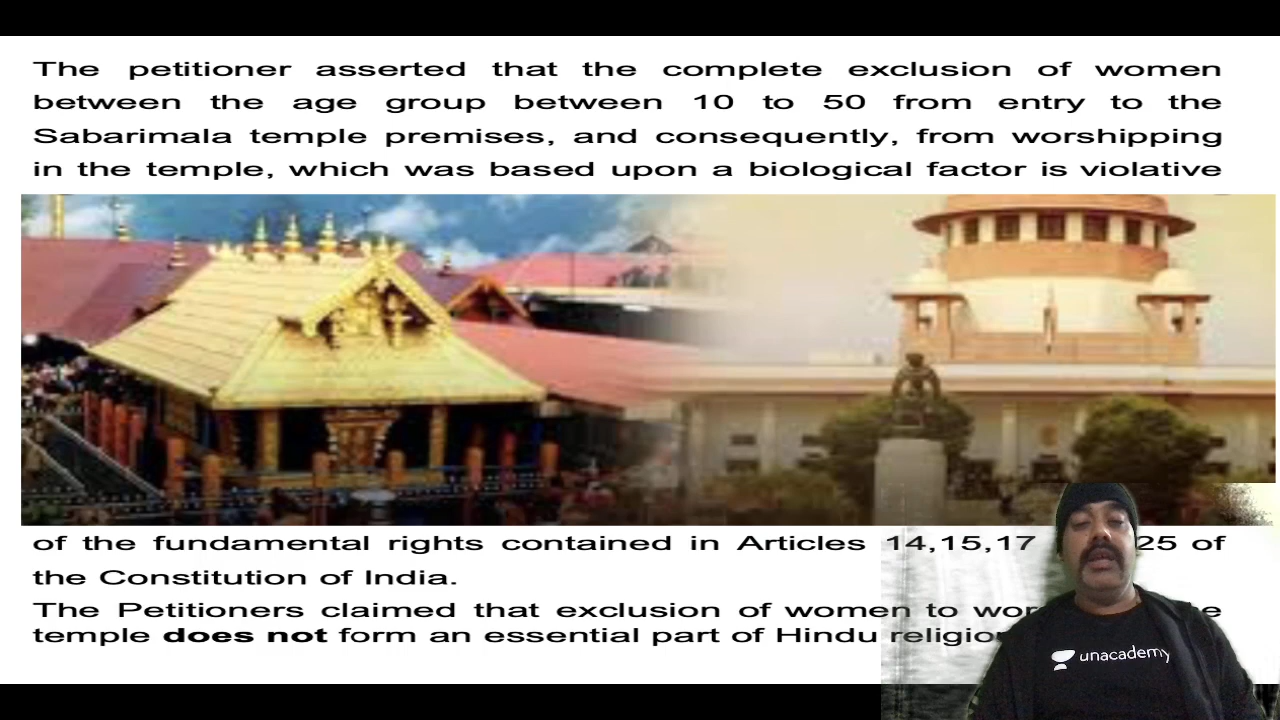 The petitioner asserted that the complete exclusion of women
between the age group between 10 to 50 from entry to the
Sabarimala temple premises, and consequently, from worshipping
in the temple, which was based upon a biological factor is violative
of the fundamental rights contained in Articles 14,15,17 25 of
the Constitution of India.
The Petitioners claimed that exclusion of women to
temple does not form an essential part of Hindu
unacademy